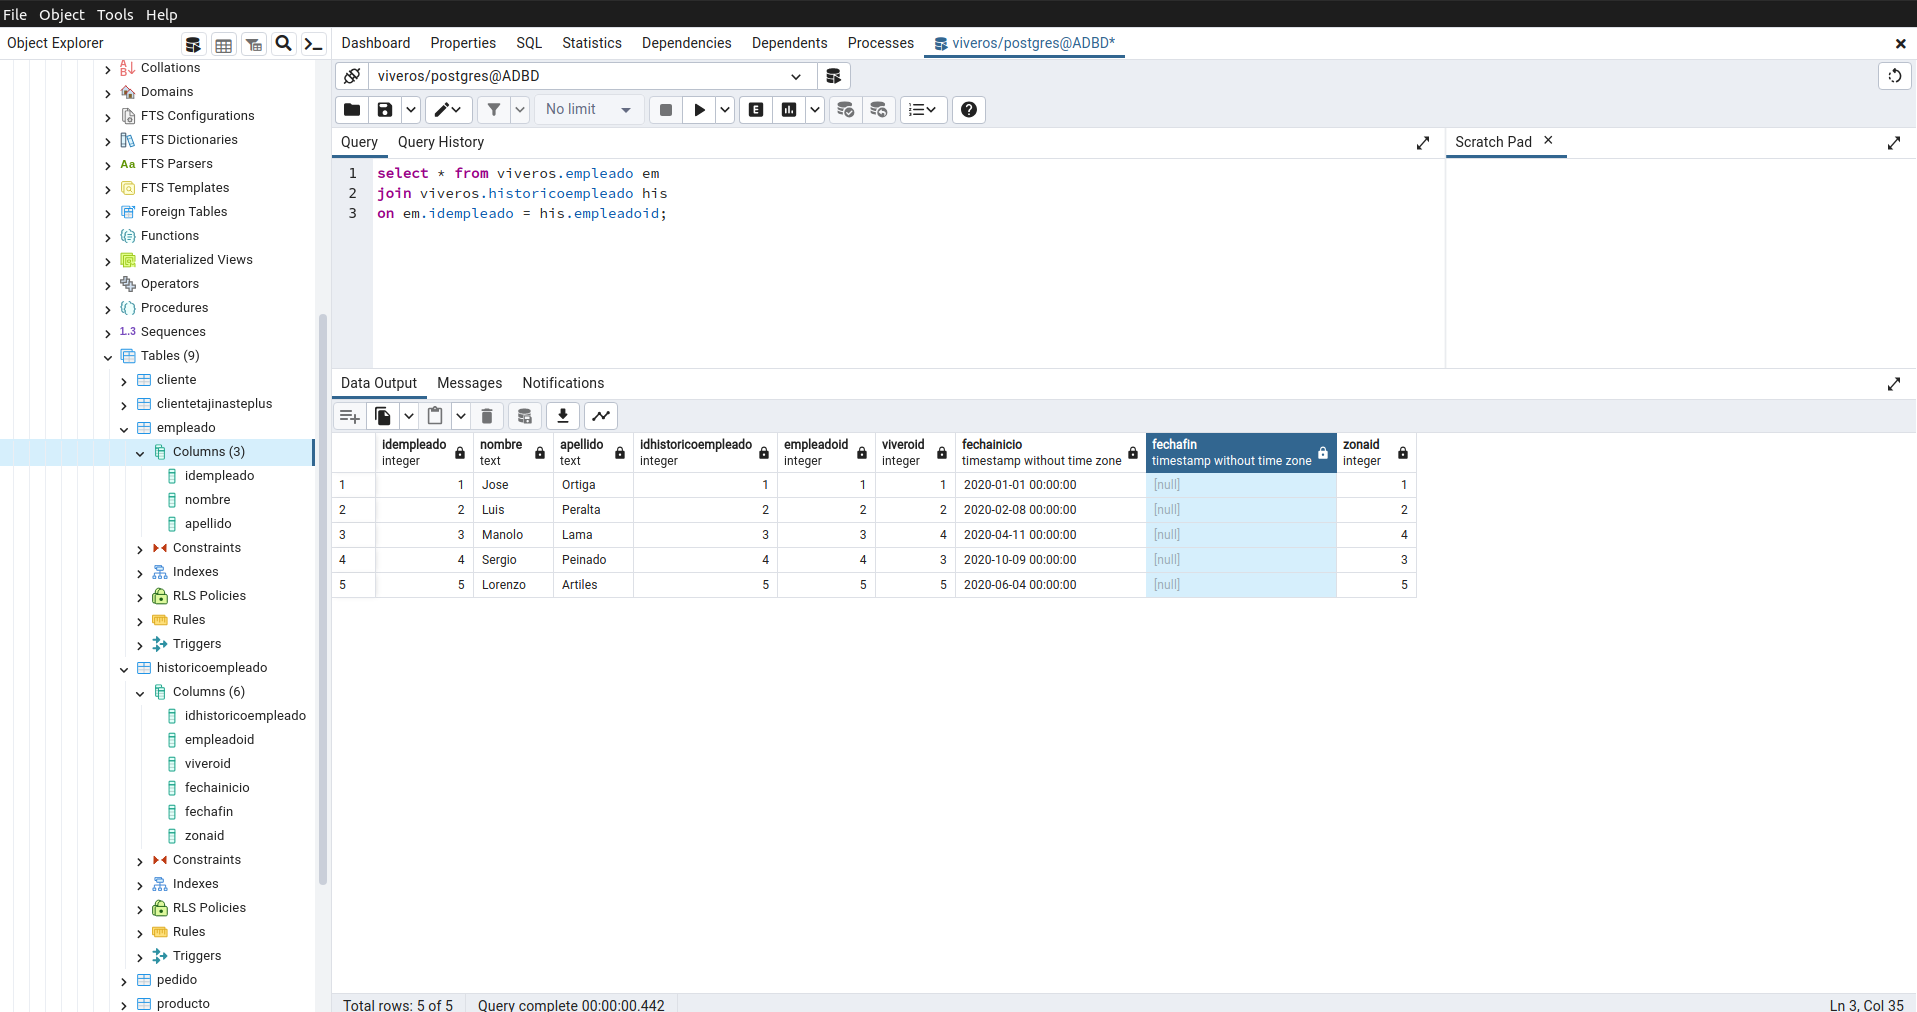 File Object Tools Help
Object Explorer
Dashboard Properties SQL Statistics Dependencies Dependents Processes viveros/postgres@ADBD*
Collations
Domains
FTS Configurations
FTS Dictionaries
Aa FTS Parsers
FTS Templates
Foreign Tables
Functions
Materialized Views
Operators
Procedures
1..3 Sequences
Tables (9)
cliente
clientetajinasteplus
empleado
Columns (3)
idempleado
nombre
apellido
Constraints
Indexes
RLS Policies
Rules
Triggers
historicoempleado
Columns (6)
idhistoricoempleado
empleadoid
viveroid
fechainicio
fechafin
zonaid
Constraints
Indexes
RLS Policies
Rules
Triggers
pedido
producto
viveros/postgres@ADBD
No limit
E
Query Query History
Scratch Pad
1 select * from viveros.empleado em
2 join viveros.historicoempleado his
3 on em.idempleado = his.empleadoid;
Data Output Messages Notifications
idempleado nombre apellido idhistoricoempleado empleadoid viveroid fechainicio fechafin zonaid
integer text text integer integer integer timestamp without time zone timestamp without time zone integer
1 1 Jose Ortiga 1 1 1 2020-01-01 00:00:00 [null] 1
2 2 Luis Peralta 2 2 2 2020-02-08 00:00:00 [null] 2
3 3 Manolo Lama 3 3 4 2020-04-11 00:00:00 [null] 4
4 4 Sergio Peinado 4 4 3 2020-10-09 00:00:00 [null] 3
5 5 Lorenzo Artiles 5 5 5 2020-06-04 00:00:00 [null] 5
Total rows: 5 of 5 Query complete 00:00:00.442 Ln 3, Col 35